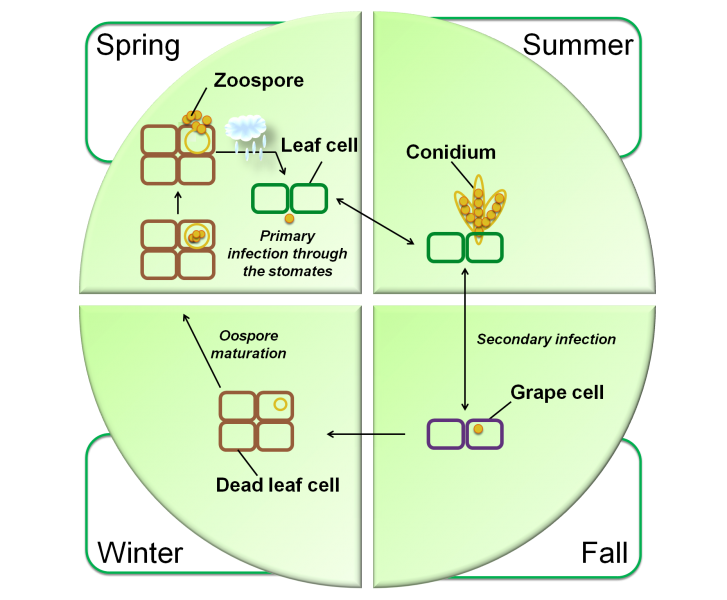 Spring
Summer
Zoospore
Leaf cell
Conidium
Primary
infection through
the stomates
Oospore
maturation
Secondary infection
Grape cell
Dead leaf cell
Winter
Fall